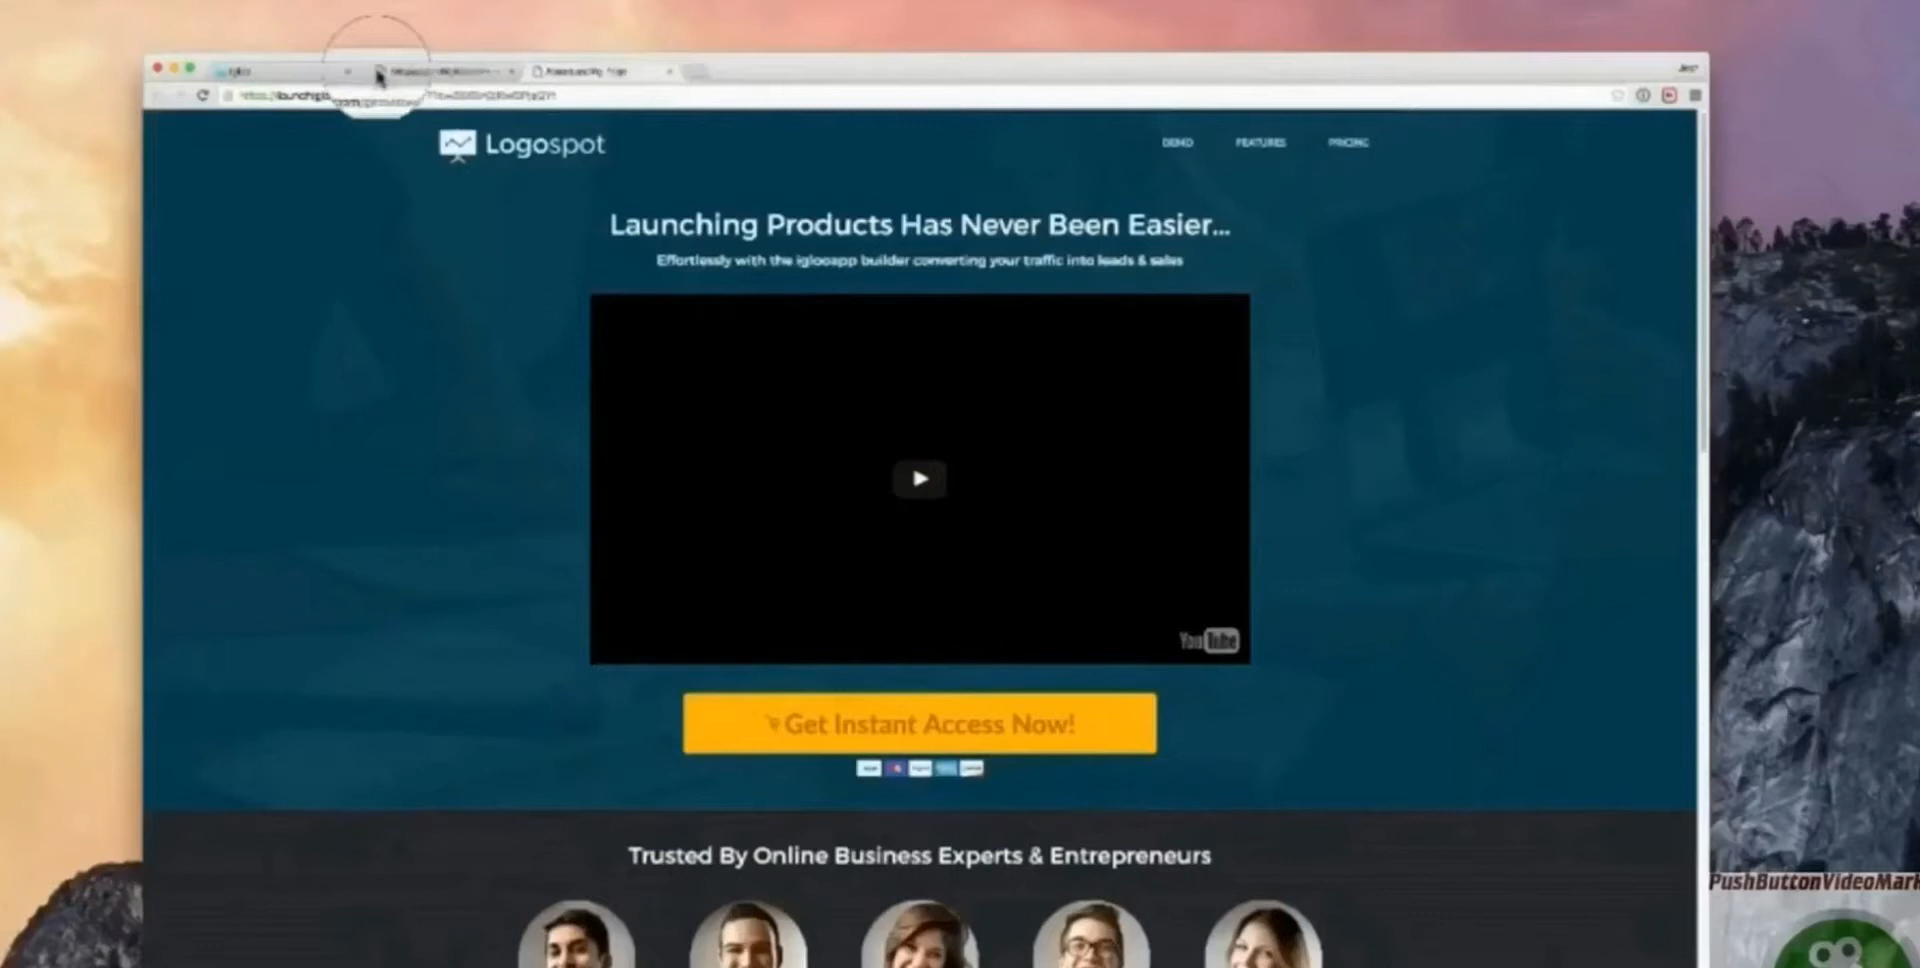 Logospot
DEMO FEATURES PRICING
Launching Products Has Never Been Easier...
Effortlessly with the iglooapp builder converting your traffic into leads & sales
YouTube
Get Instant Access Now!
Trusted By Online Business Experts & Entrepreneurs
PushButtonVideoMark